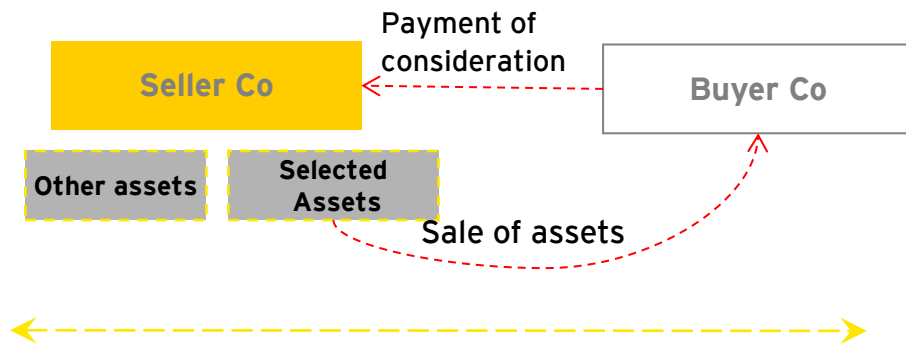 Payment of
consideration
Seller Co
Buyer Co
Other assets
Selected
Assets
Sale of assets